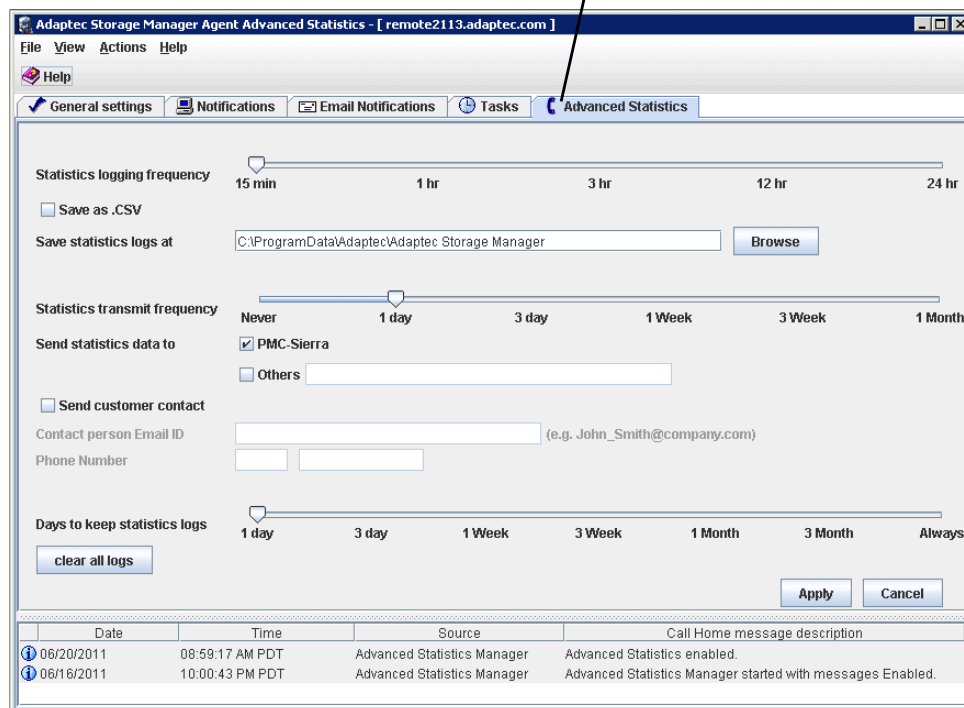 Adaptec Storage Manager Agent Advanced Statistics - [ remote2113.adaptec.com ]
File View Actions Help
Help
General settings Notifications Email Notifications Tasks Advanced Statistics
Statistics logging frequency
15 min 1 hr 3 hr 12 hr 24 hr
Save as .CSV
Save statistics logs at C:\ProgramData\Adaptec\Adaptec Storage Manager Browse
Statistics transmit frequency
Never 1 day 3 day 1 Week 3 Week 1 Month
Send statistics data to PMC-Sierra
Others
Send customer contact
Contact person Email ID (e.g. John_Smith@company.com)
Phone Number
Days to keep statistics logs
1 day 3 day 1 Week 3 Week 1 Month 3 Month Always
clear all logs
Apply Cancel
Date Time Source Call Home message description
06/20/2011 08:59:17 AM PDT Advanced Statistics Manager Advanced Statistics enabled.
06/16/2011 10:00:43 PM PDT Advanced Statistics Manager Advanced Statistics Manager started with messages Enabled.